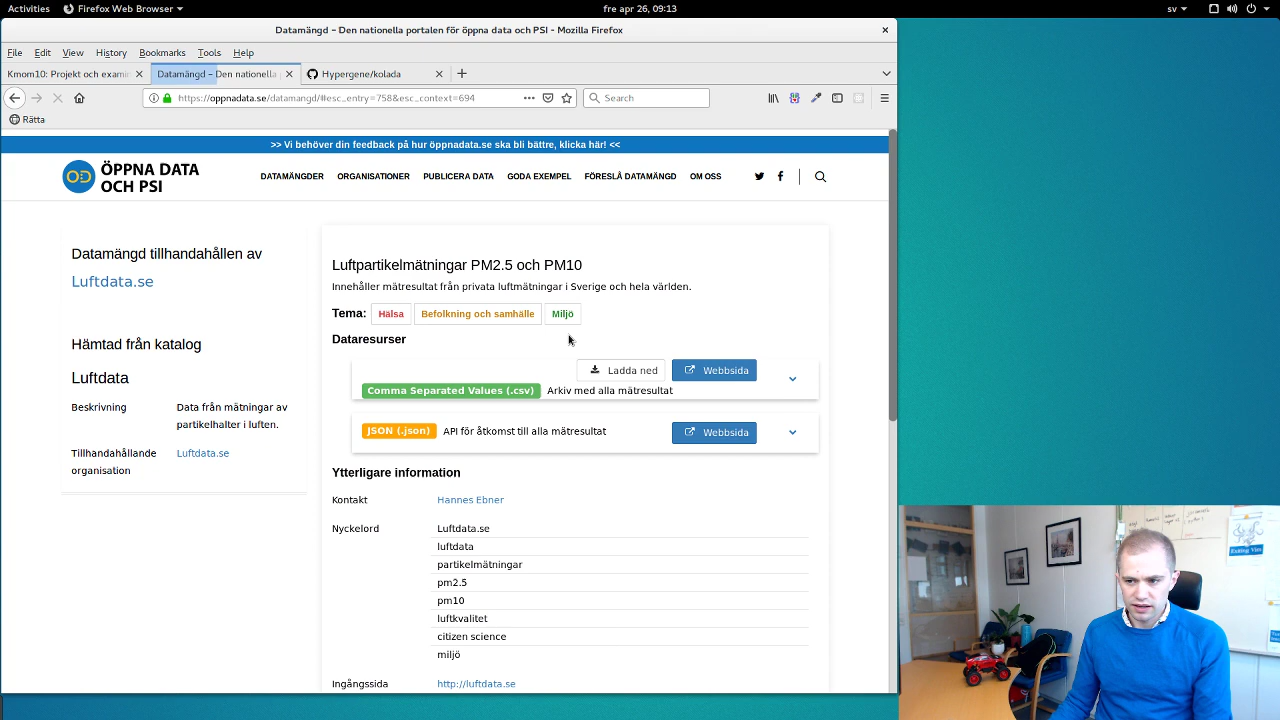 Activities Firefox Web Browser fre apr 26, 09:13 sv
Datamängd – Den nationella portalen för öppna data och PSI - Mozilla Firefox
File Edit View History Bookmarks Tools Help
Kmom10: Projekt och exami Datamängd – Den nationella Hypergene/kolada
https://oppnadata.se/datamangd/#esc_entry=758&esc_context=694 Search
Rätta
>> Vi behöver din feedback på hur öppnadata.se ska bli bättre, klicka här! <<
ÖPPNA DATA
OCH PSI
DATAMÄNGDER ORGANISATIONER PUBLICERA DATA GODA EXEMPEL FÖRESLÅ DATAMÄNGD OM OSS
Datamängd tillhandahållen av
Luftdata.se
Hämtad från katalog
Luftdata
Beskrivning Data från mätningar av
partikelhalter i luften.
Tillhandahållande Luftdata.se
organisation
Luftpartikelmätningar PM2.5 och PM10
Innehåller mätresultat från privata luftmätningar i Sverige och hela världen.
Tema: Hälsa Befolkning och samhälle Miljö
Dataresurser
Ladda ned Webbsida
Comma Separated Values (.csv) Arkiv med alla mätresultat
JSON (.json) API för åtkomst till alla mätresultat Webbsida
Ytterligare information
Kontakt Hannes Ebner
Nyckelord Luftdata.se
luftdata
partikelmätningar
pm2.5
pm10
luftkvalitet
citizen science
miljö
Ingångssida http://luftdata.se
Exiting Vim